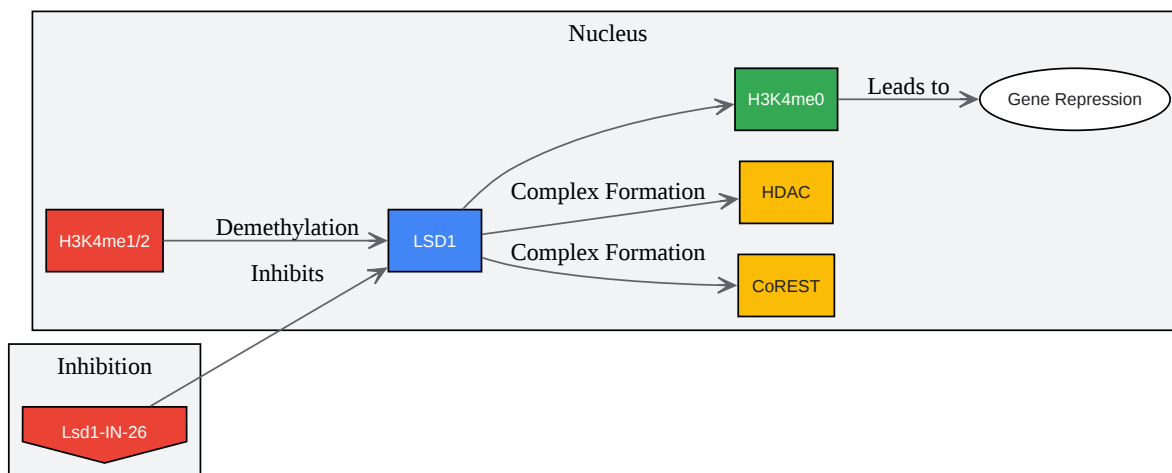 Nucleus
H3K4me0
Leads to
Gene Repression
Complex Formation
HDAC
H3K4me1/2
Demethylation
LSD1
Complex Formation
Inhibits
CoREST
Inhibition
Lsd1-IN-26